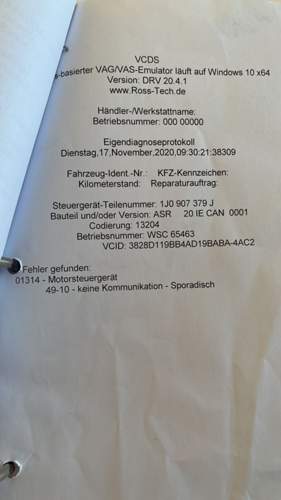 VCDS
-basierter VAG/VAS-Emulator läuft auf Windows 10 x64
Version: DRV 20.4.1
www.Ross-Tech.de
Händler-/Werkstattname:
Betriebsnummer: 000 00000
Eigendiagnoseprotokoll
Dienstag,17,November,2020,09:30:21:38309
Fahrzeug-Ident.-Nr.: KFZ-Kennzeichen:
Kilometerstand: Reparaturauftrag:
Steuergerät-Teilenummer: 1J0 907 379 J
Bauteil und/oder Version: ASR 20 IE CAN 0001
Codierung: 13204
Betriebsnummer: WSC 65463
VCID: 3828D119BB4AD19BABA-4AC2
Fehler gefunden:
01314 - Motorsteuergerät
49-10 - keine Kommunikation - Sporadisch